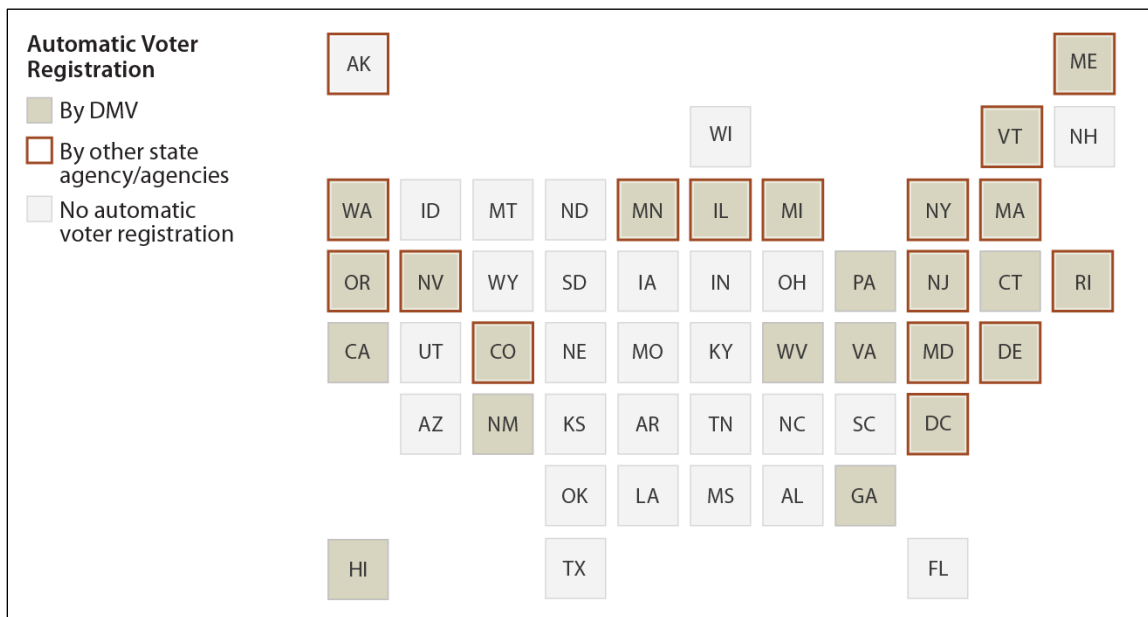 Automatic Voter
Registration
By DMV
By other state
agency/agencies
No automatic
voter registration
AK ME
WI VT NH
WA ID MT ND MN IL MI NY MA
OR NV WY SD IA IN OH PA NJ CT RI
CA UT CO NE MO KY WV VA MD DE
AZ NM KS AR TN NC SC DC
OK LA MS AL GA
HI TX FL